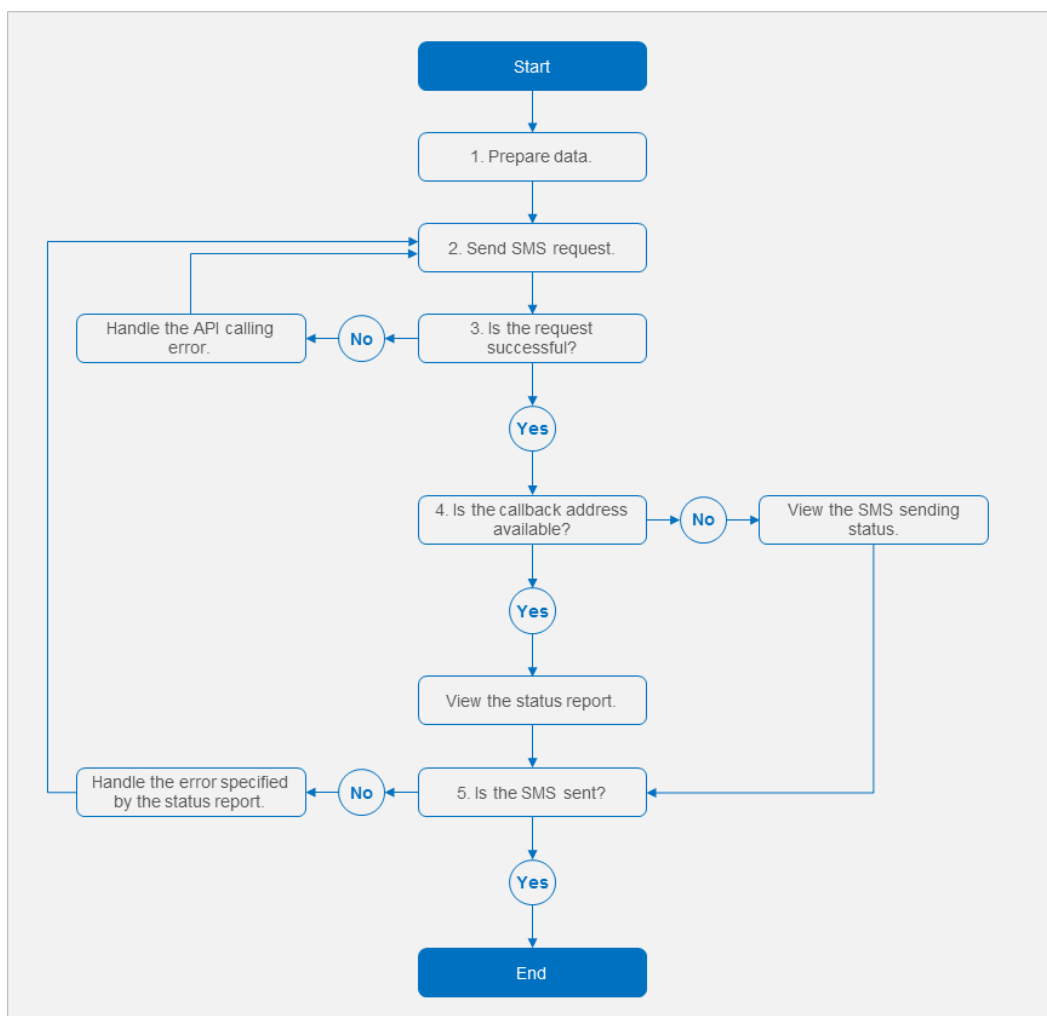 Start
1. Prepare data.
2. Send SMS request.
Handle the API calling
error.
No
3. Is the request
successful?
Yes
4. Is the callback address
available?
No
View the SMS sending
status.
Yes
View the status report.
Handle the error specified
by the status report.
No
5. Is the SMS sent?
Yes
End